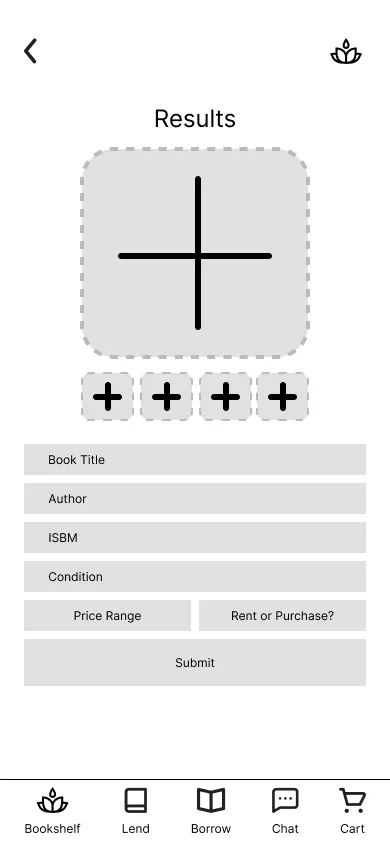 Results
Book Title
Author
ISBM
Condition
Price Range
Rent or Purchase?
Submit
Bookshelf
Lend
Borrow
Chat
Cart